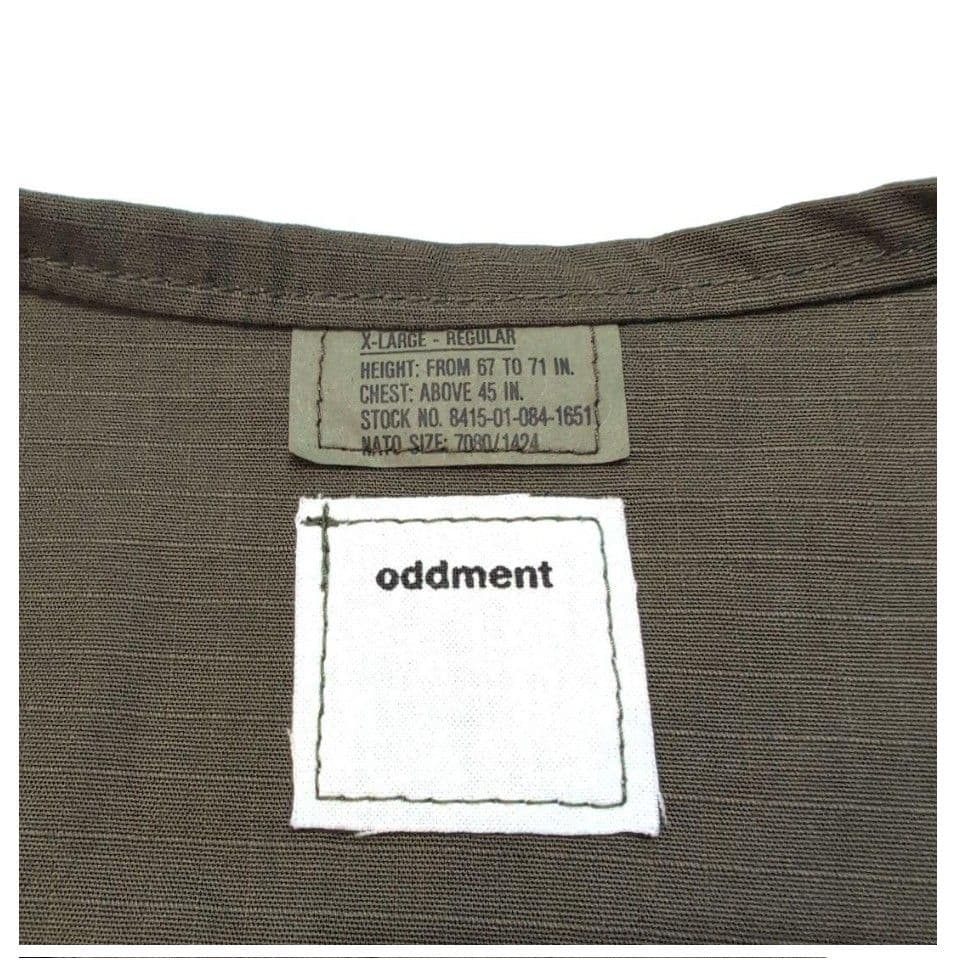 X-LARGE - REGULAR
HEIGHT: FROM 67 TO 71 IN.
CHEST: ABOVE 45 IN.
STOCK NO. 8415-01-084-1651
NATO SIZE: 7080/1424
oddment